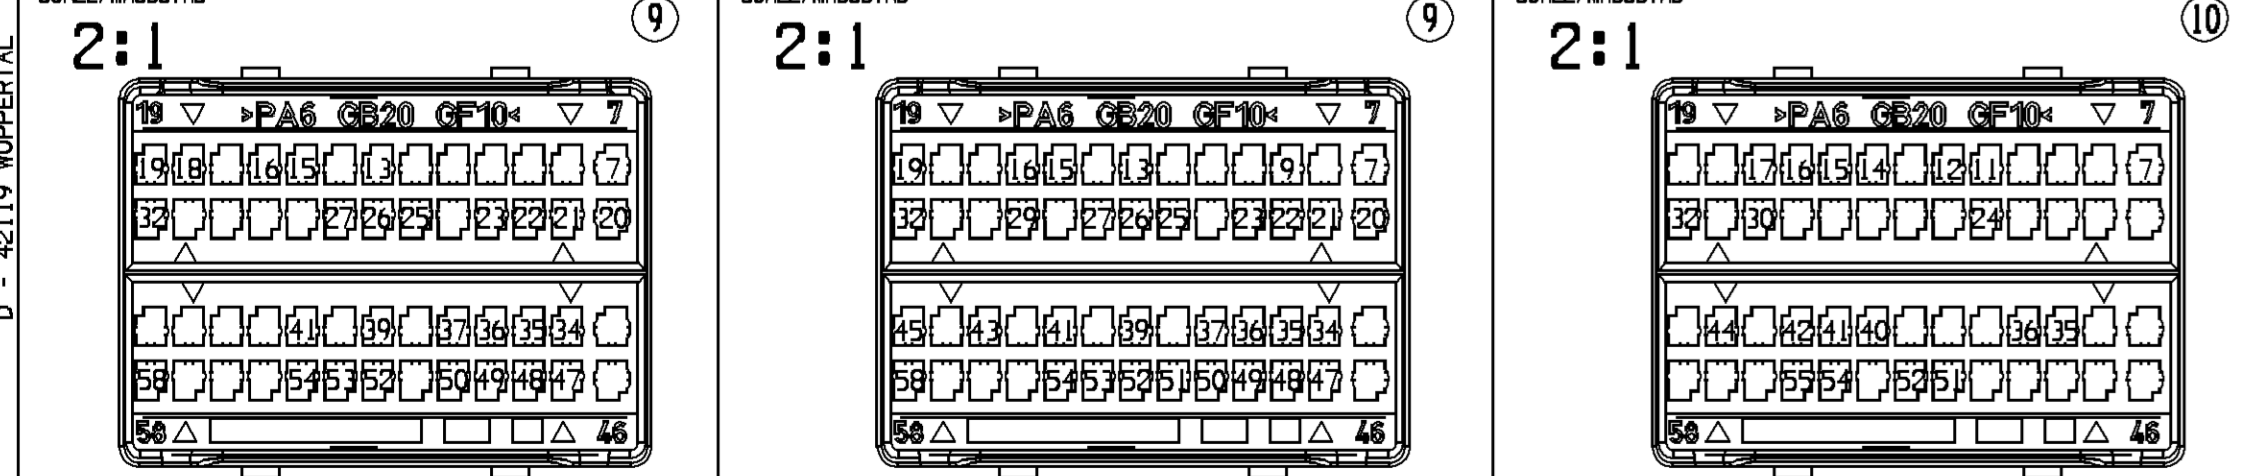 9
2:1
19 >PA6 GB20 GF10< 7
19 18 16 15 13 7
32 27 26 25 23 22 21 20
41 39 37 36 35 34
58 54 53 52 50 49 48 47
58 46
9
2:1
19 >PA6 GB20 GF10< 7
19 16 15 13 9 7
32 29 27 26 25 23 22 21 20
45 43 41 39 37 36 35 34
58 54 53 52 51 50 49 48 47
58 46
10
2:1
19 >PA6 GB20 GF10< 7
17 16 15 14 12 11 7
32 30 24
44 42 41 40 36 35
55 54 52 51
58 46
D - 42119 WUPPERTAL